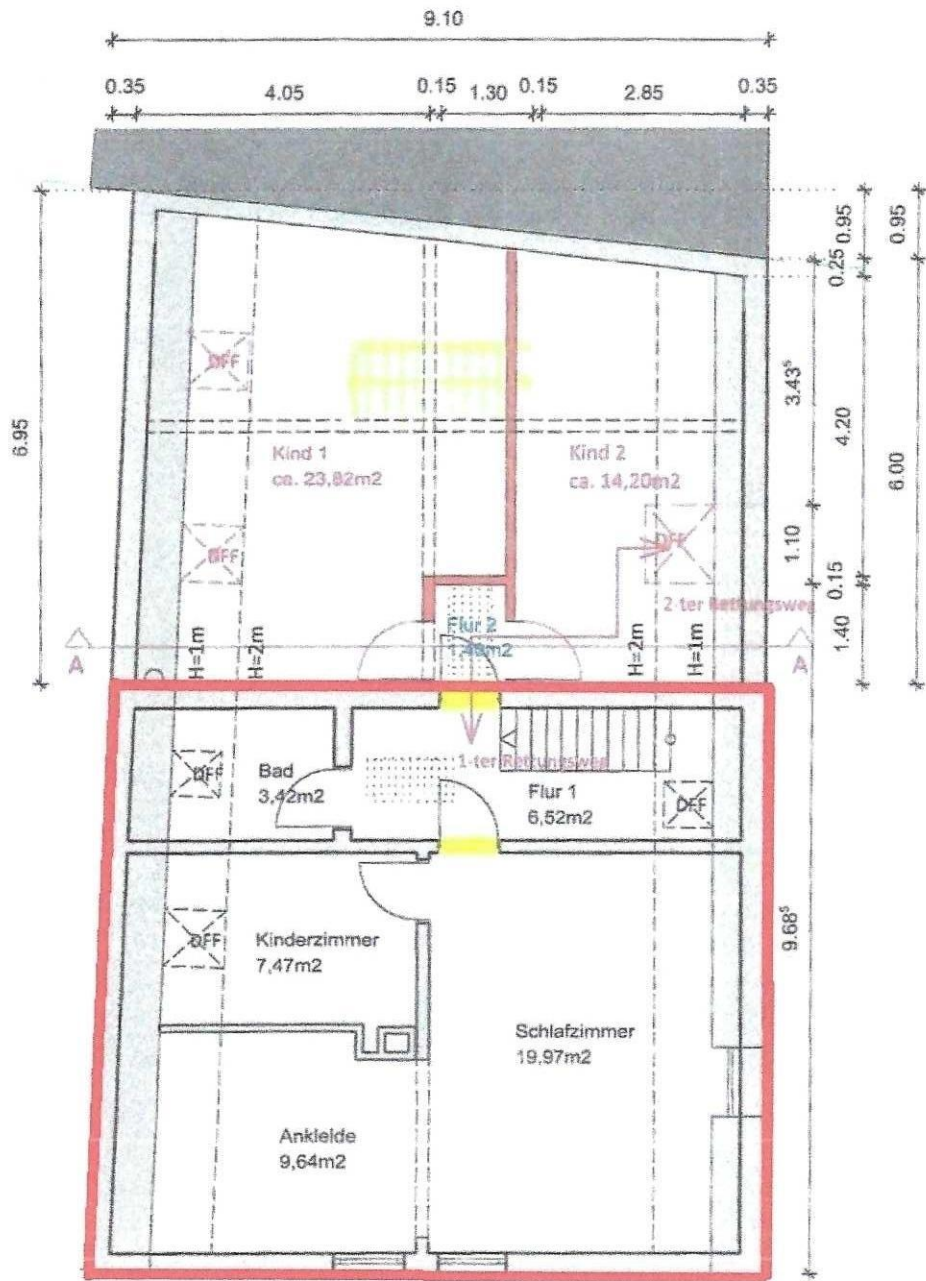 9.10
0.35 4.05 0.15 1.30 0.15 2.85 0.35
6.95
0.95 0.95
0.25
3.43⁵
4.20
6.00
1.10
0.15
1.40
DFF
Kind 1
ca. 23,82m2
Kind 2
ca. 14,20m2
DFF
DFF
2-ter Rettungsweg
Flur 2
A
H=1m
H=2m
H=2m
H=1m
A
1-ter Rettungsweg
DFF
Bad
3,42m2
Flur 1
6,52m2
DFF
9.68⁵
DFF
Kinderzimmer
7,47m2
Schlafzimmer
19,97m2
Ankleide
9,64m2